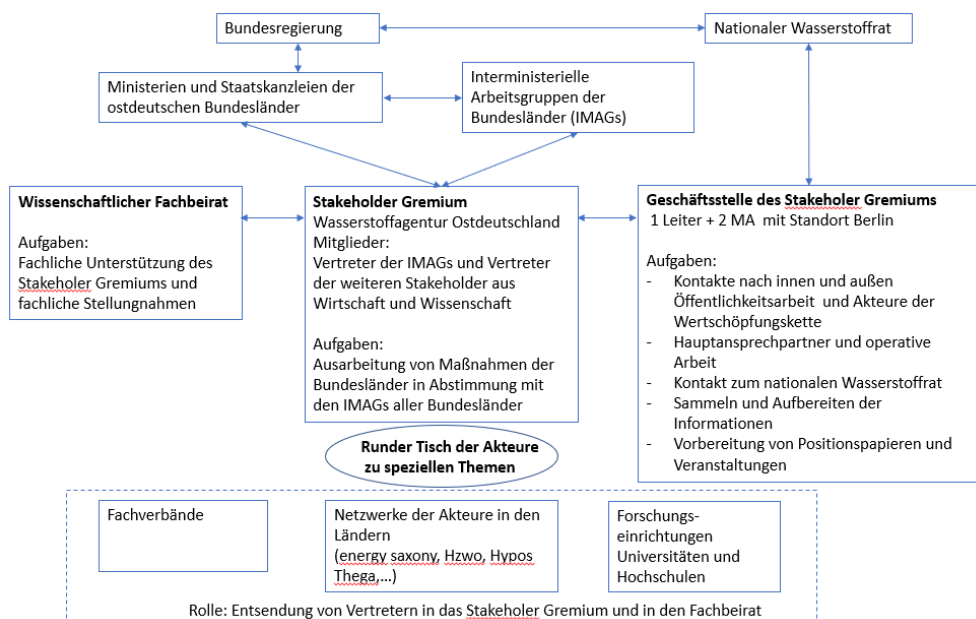 Bundesregierung
Nationaler Wasserstoffrat
Ministerien und Staatskanzleien der
ostdeutschen Bundesländer
Interministerielle
Arbeitsgruppen der
Bundesländer (IMAGs)
Wissenschaftlicher Fachbeirat
Aufgaben:
Fachliche Unterstützung des
Stakeholer Gremiums und
fachliche Stellungnahmen
Stakeholder Gremium
Wasserstoffagentur Ostdeutschland
Mitglieder:
Vertreter der IMAGs und Vertreter
der weiteren Stakeholder aus
Wirtschaft und Wissenschaft
Aufgaben:
Ausarbeitung von Maßnahmen der
Bundesländer in Abstimmung mit
den IMAGs aller Bundesländer
Geschäftsstelle des Stakeholer Gremiums
1 Leiter + 2 MA mit Standort Berlin
Aufgaben:
- Kontakte nach innen und außen
Öffentlichkeitsarbeit und Akteure der
Wertschöpfungskette
- Hauptansprechpartner und operative
Arbeit
- Kontakt zum nationalen Wasserstoffrat
- Sammeln und Aufbereiten der
Informationen
- Vorbereitung von Positionspapieren und
Veranstaltungen
Runder Tisch der Akteure
zu speziellen Themen
Fachverbände
Netzwerke der Akteure in den
Ländern
(energy saxony, Hzwo, Hypos
Thega,...)
Forschungs-
einrichtungen
Universitäten und
Hochschulen
Rolle: Entsendung von Vertretern in das Stakeholer Gremium und in den Fachbeirat